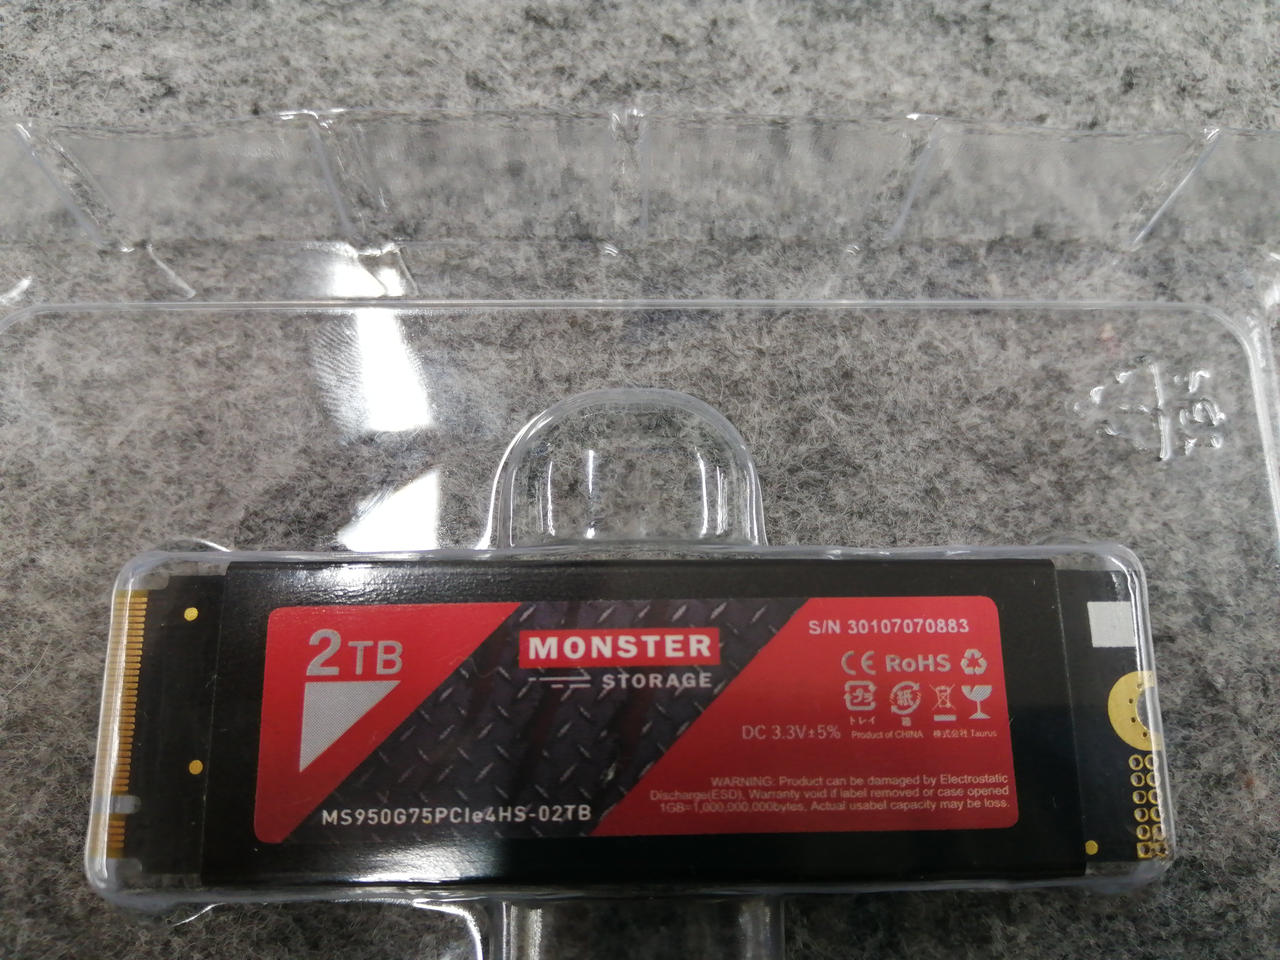 2TB
MONSTER
STORAGE
MS950G75PCIe4HS-02TB
S/N 30107070883
CE RoHS
プラ 紙
トレイ 箱
Product of CHINA 株式会社 Taurus
DC 3.3V±5%
WARNING: Product can be damaged by Electrostatic
Discharge(ESD), Warranty void if label removed or case opened
1GB=1,000,000,000bytes, Actual usabel capacity may be loss.